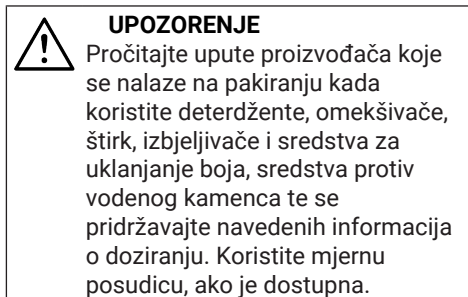 UPOZORENJE
Pročitajte upute proizvođača koje
se nalaze na pakiranju kada
koristite deterdžente, omekšivače,
štirk, izbjeljivače i sredstva za
uklanjanje boja, sredstva protiv
vodenog kamenca te se
pridržavajte navedenih informacija
o doziranju. Koristite mjernu
posudicu, ako je dostupna.